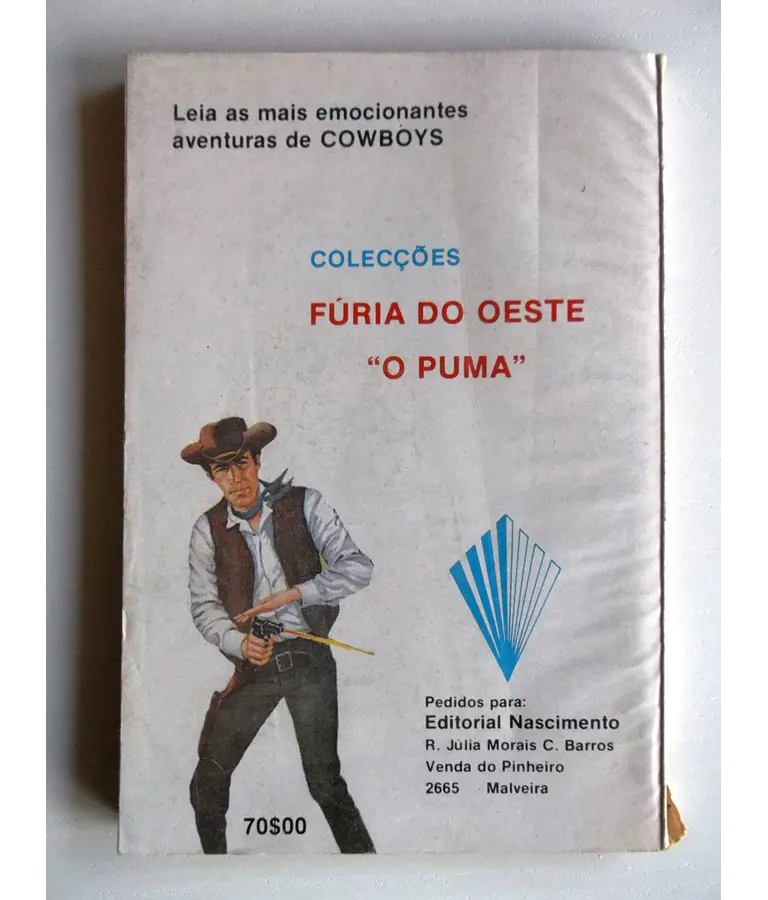 Leia as mais emocionantes
aventuras de COWBOYS
COLECÇÕES
FÚRIA DO OESTE
“O PUMA”
Pedidos para:
Editorial Nascimento
R. Júlia Morais C. Barros
Venda do Pinheiro
2665 Malveira
70$00